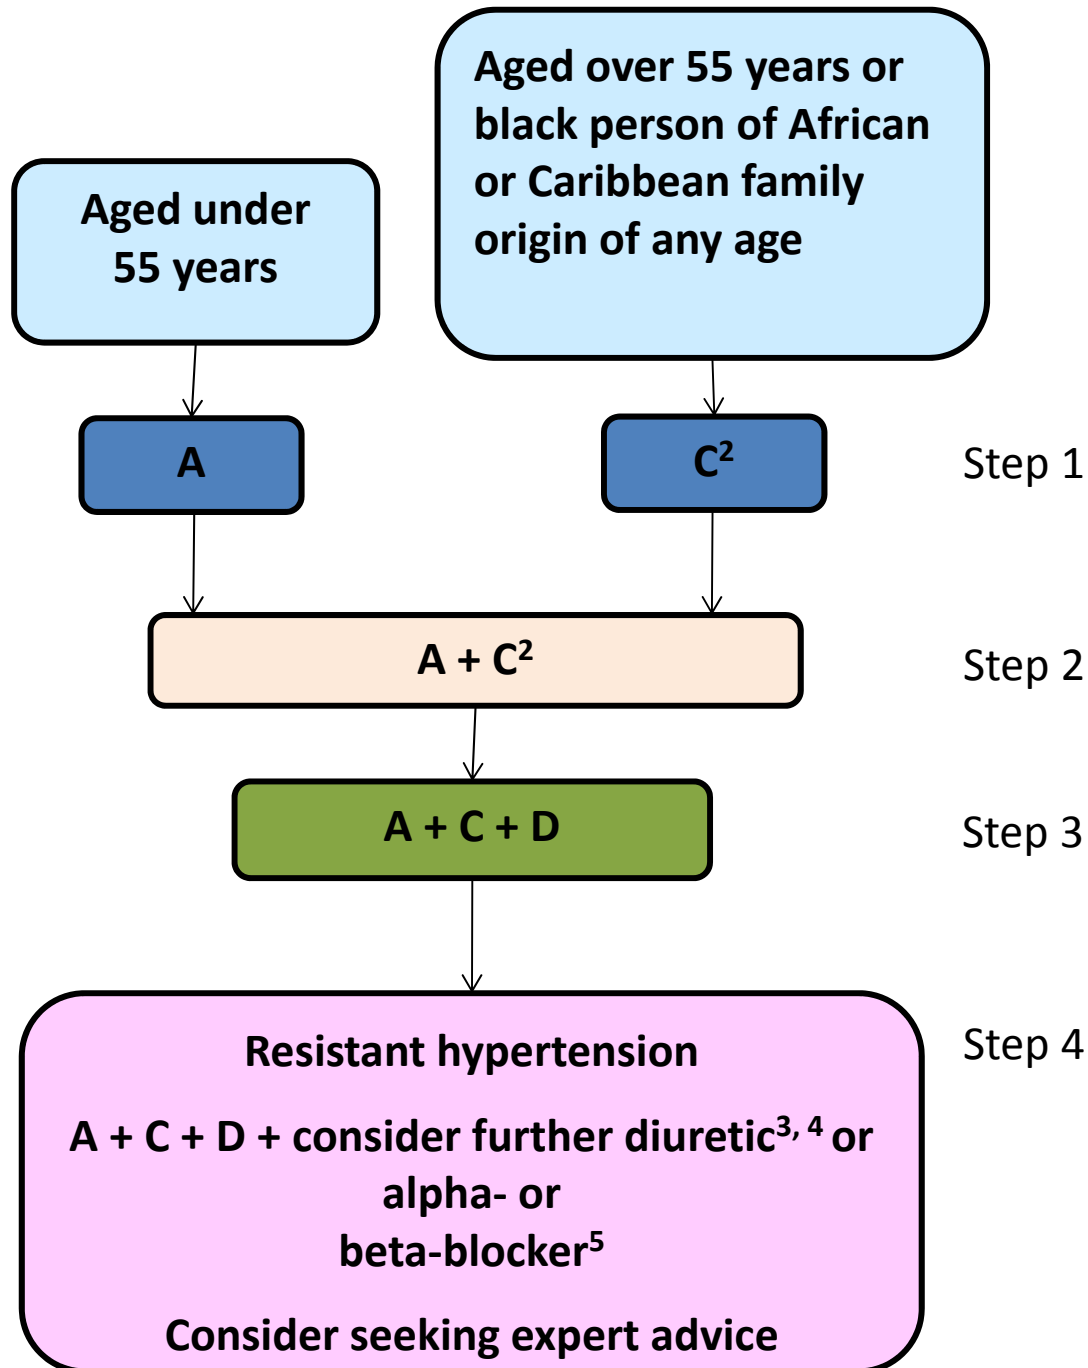 Aged over 55 years or
black person of African
or Caribbean family
origin of any age
Aged under
55 years
A
C²
Step 1
A + C²
Step 2
A + C + D
Step 3
Resistant hypertension
Step 4
A + C + D + consider further diuretic³, ⁴ or
alpha- or
beta-blocker⁵
Consider seeking expert advice